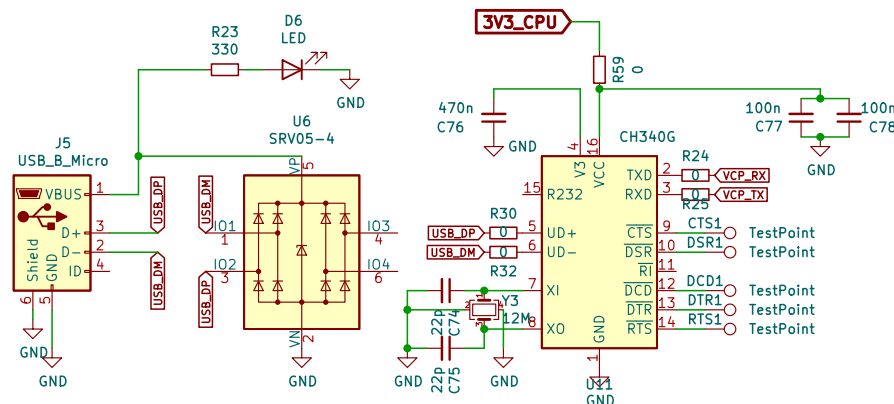 3V3_CPU
R23
330
D6
LED
GND
R59
0
U6
SRV05-4
470n
C76
GND
100n
C77
100n
C78
GND
CH340G
J5
USB_B_Micro
VBUS 1
D+ 3
D- 2
ID 4
Shield
GND
6
5
GND
GND
USB_DP
USB_DM
USB_DM
USB_DP
VP
5
IO1
1
IO2
3
IO3
4
IO4
6
VN
2
GND
4
16
V3
VCC
15
R232
USB_DP
R30
0
5
UD+
USB_DM
0
R32
6
UD-
7
XI
8
XO
TXD 2
R24
0
VCP_RX
RXD 3
0
R25
VCP_TX
CTS 9
CTS1
TestPoint
DSR 10
DSR1
TestPoint
RI 11
DCD 12
DCD1
TestPoint
DTR 13
DTR1
TestPoint
RTS 14
RTS1
TestPoint
22p
C74
22p
C75
Y3
12M
1
2
3
4
GND
GND
GND
1
U11
GND